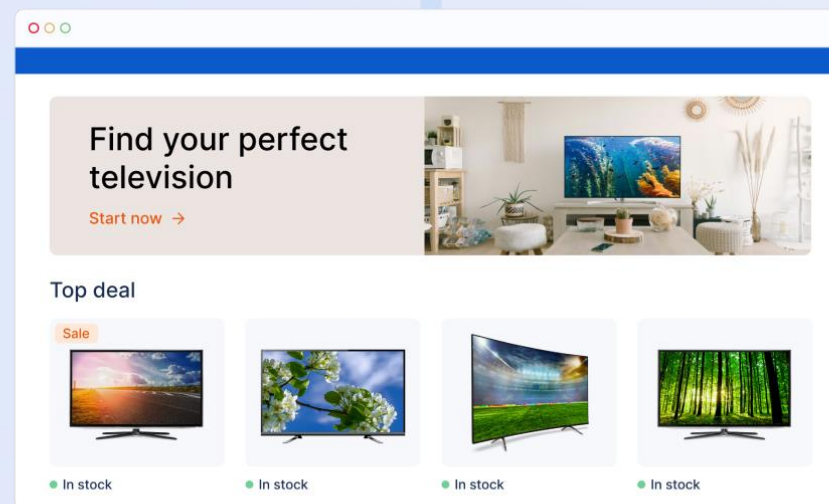 Find your perfect
television
Start now →
Top deal
Sale
In stock
In stock
In stock
In stock